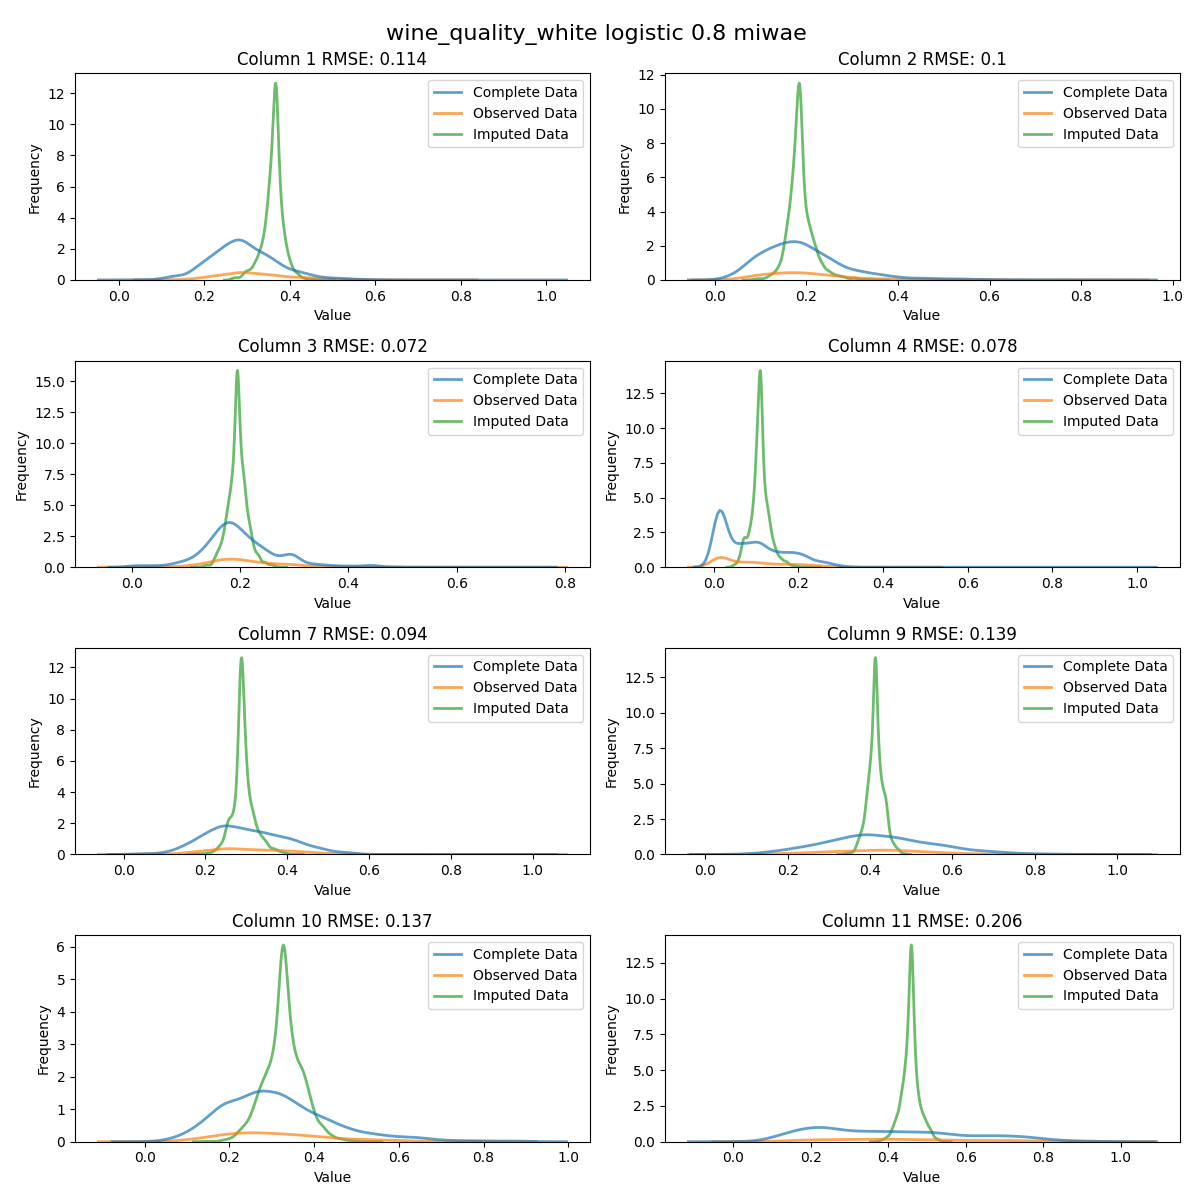 wine_quality_white logistic 0.8 miwae
Column 1 RMSE: 0.114
12
10
8
6
4
2
0
Frequency
0.0 0.2 0.4 0.6 0.8 1.0
Value
Complete Data
Observed Data
Imputed Data
Column 2 RMSE: 0.1
12
10
8
6
4
2
0
Frequency
0.0 0.2 0.4 0.6 0.8 1.0
Value
Complete Data
Observed Data
Imputed Data
Column 3 RMSE: 0.072
15.0
12.5
10.0
7.5
5.0
2.5
0.0
Frequency
0.0 0.2 0.4 0.6 0.8
Value
Complete Data
Observed Data
Imputed Data
Column 4 RMSE: 0.078
12.5
10.0
7.5
5.0
2.5
0.0
Frequency
0.0 0.2 0.4 0.6 0.8 1.0
Value
Complete Data
Observed Data
Imputed Data
Column 7 RMSE: 0.094
12
10
8
6
4
2
0
Frequency
0.0 0.2 0.4 0.6 0.8 1.0
Value
Complete Data
Observed Data
Imputed Data
Column 9 RMSE: 0.139
12.5
10.0
7.5
5.0
2.5
0.0
Frequency
0.0 0.2 0.4 0.6 0.8 1.0
Value
Complete Data
Observed Data
Imputed Data
Column 10 RMSE: 0.137
6
5
4
3
2
1
0
Frequency
0.0 0.2 0.4 0.6 0.8 1.0
Value
Complete Data
Observed Data
Imputed Data
Column 11 RMSE: 0.206
12.5
10.0
7.5
5.0
2.5
0.0
Frequency
0.0 0.2 0.4 0.6 0.8 1.0
Value
Complete Data
Observed Data
Imputed Data